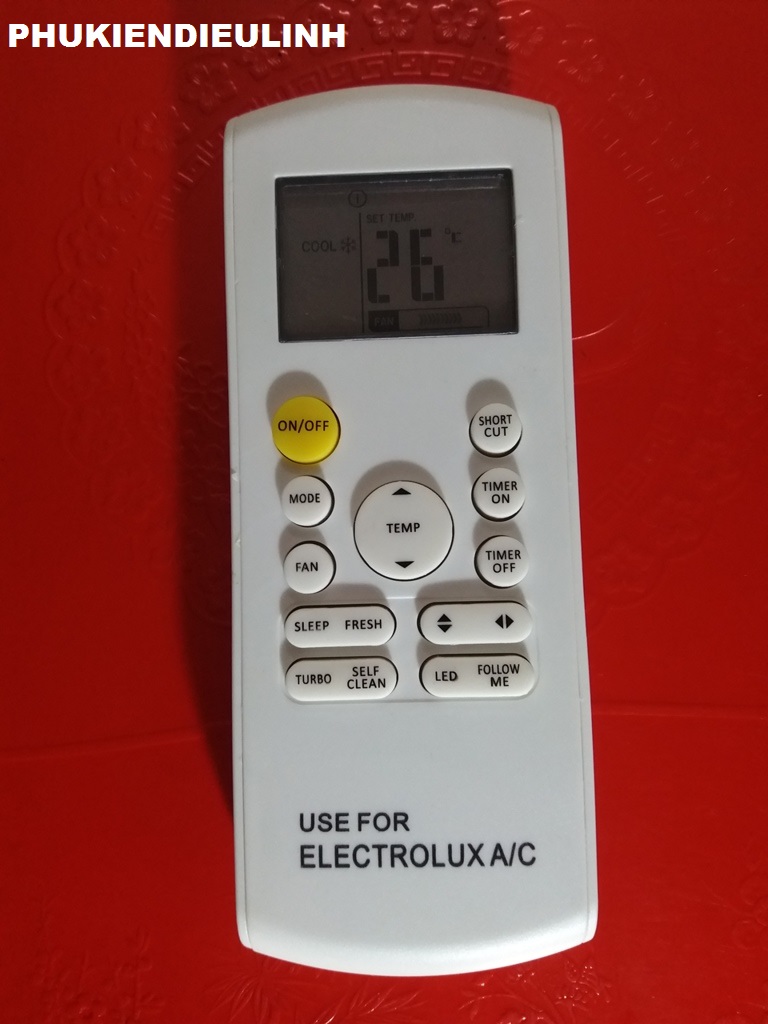 PHUKIENDIEULINH
SET TEMP.
COOL
26 °C
FAN
ON/OFF
SHORT
CUT
MODE
TEMP
TIMER
ON
FAN
TIMER
OFF
SLEEP FRESH
TURBO SELF
CLEAN
LED FOLLOW
ME
USE FOR
ELECTROLUX A/C